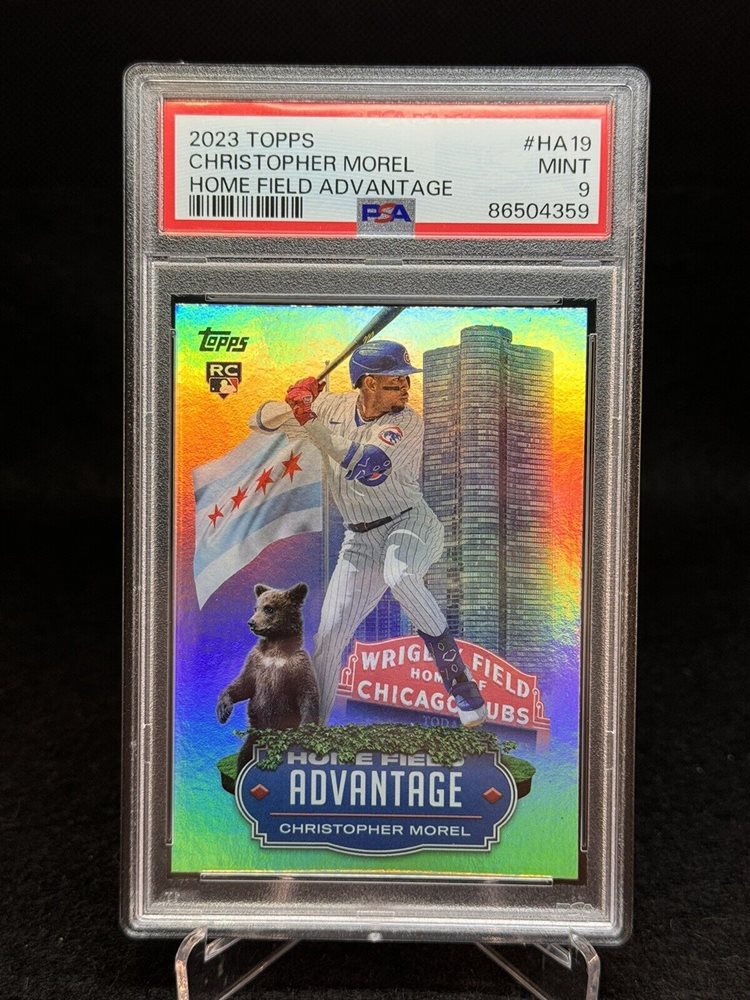 2023 TOPPS #HA19
CHRISTOPHER MOREL MINT
HOME FIELD ADVANTAGE 9
PSA 86504359
Topps
RC
WRIGLEY FIELD
HOME OF
CHICAGO CUBS
TODAY
HOME FIELD
ADVANTAGE
CHRISTOPHER MOREL